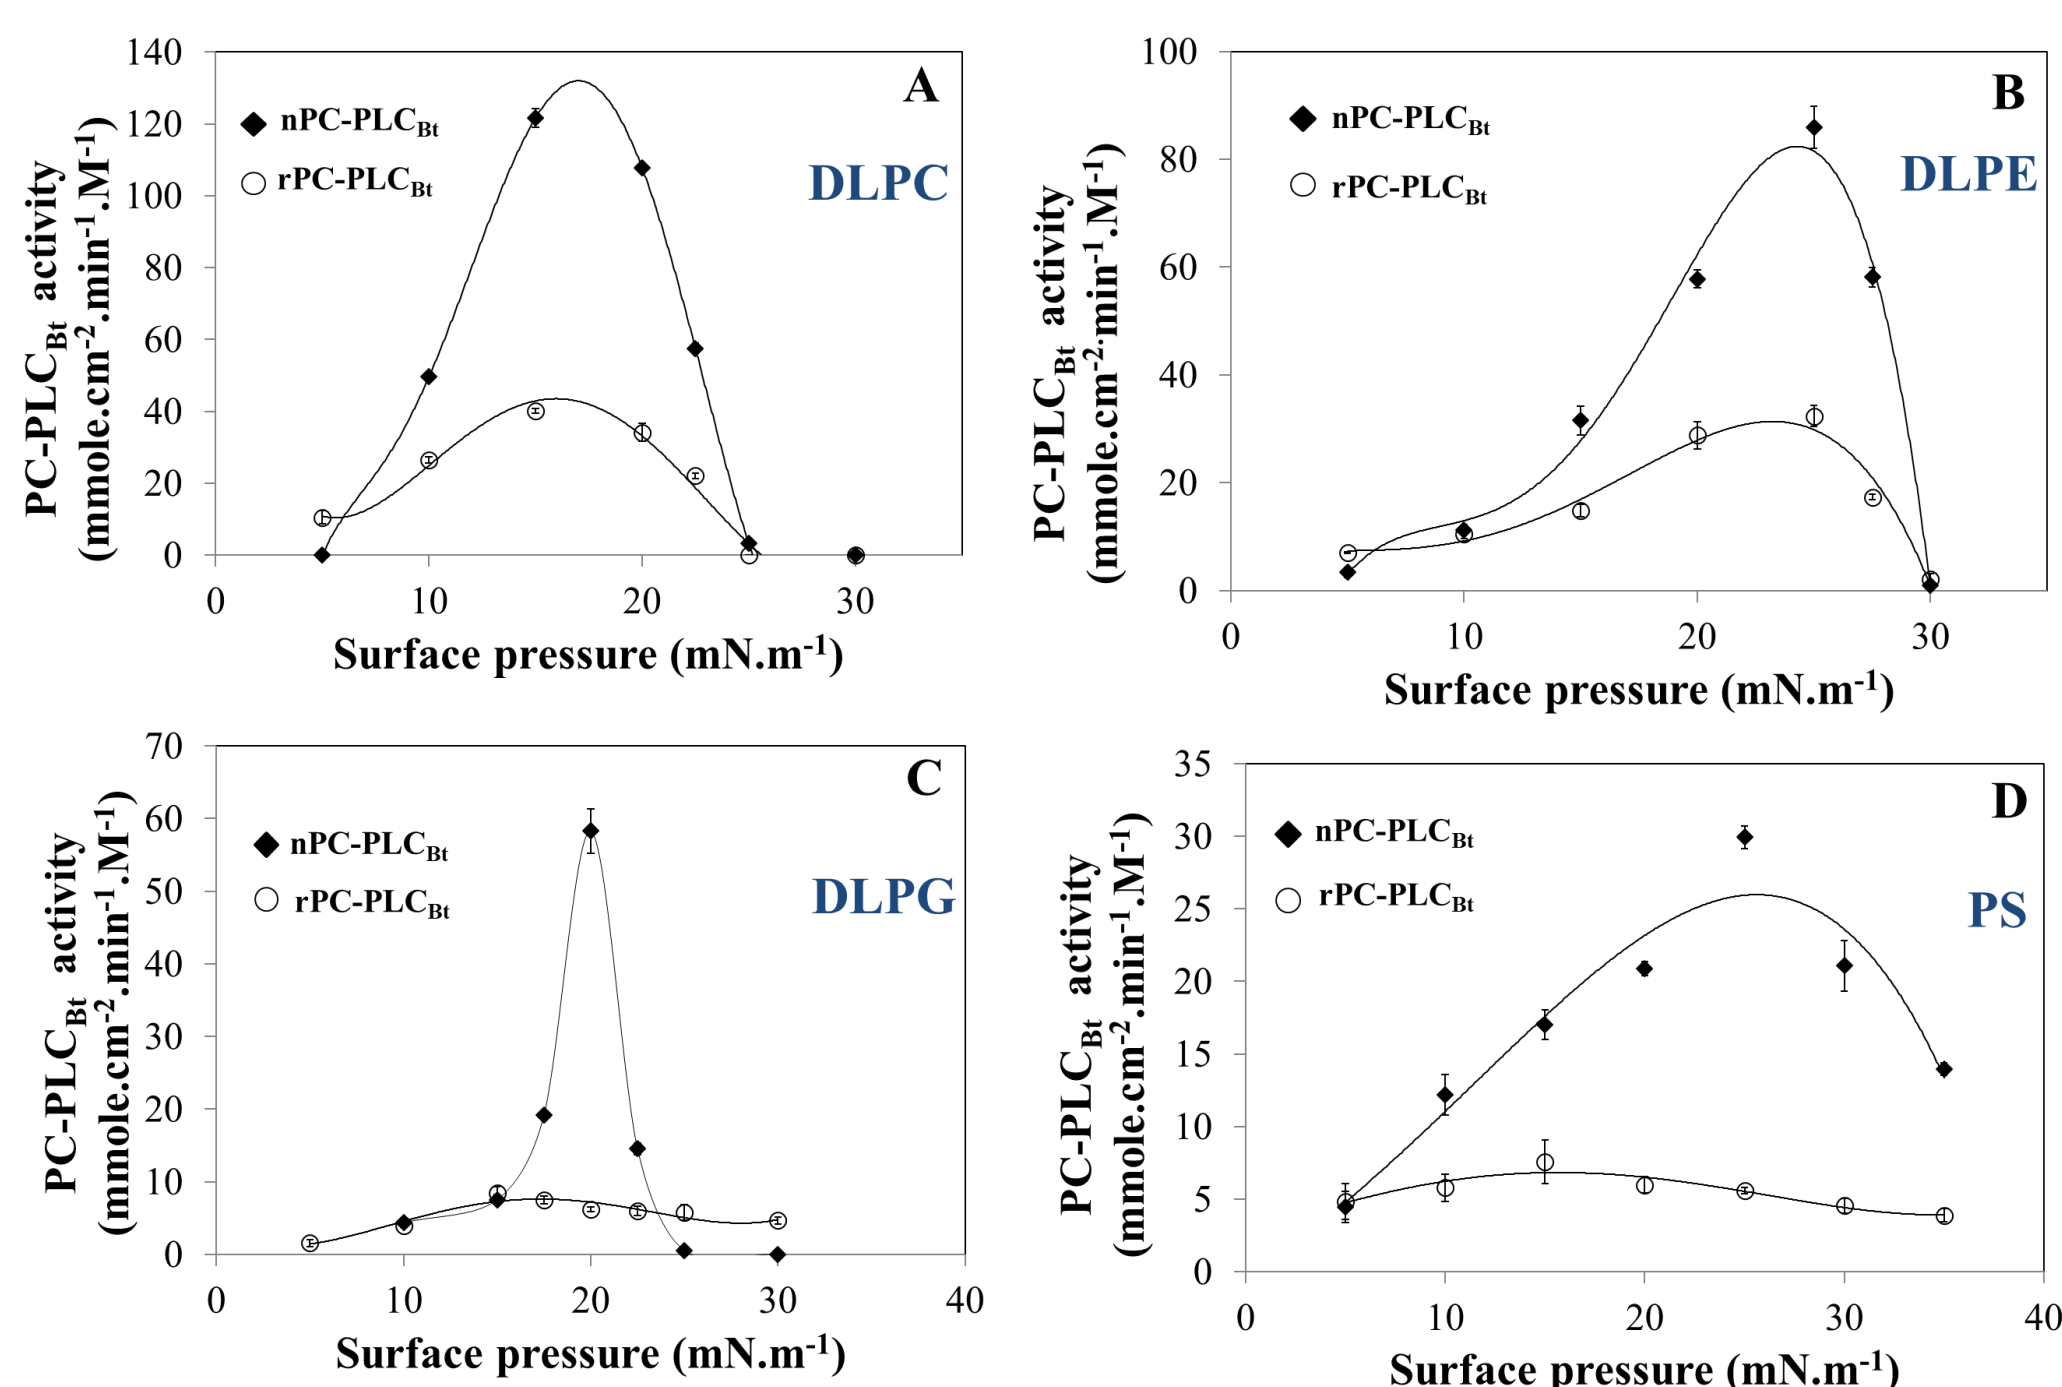 A
DLPC
nPC-PLCBt
rPC-PLCBt
PC-PLCBt activity
(mmole.cm-2.min-1.M-1)
140
120
100
80
60
40
20
0
0 10 20 30
Surface pressure (mN.m-1)
B
DLPE
nPC-PLCBt
rPC-PLCBt
PC-PLCBt activity
(mmole.cm-2.min-1.M-1)
100
80
60
40
20
0
0 10 20 30
Surface pressure (mN.m-1)
C
DLPG
nPC-PLCBt
rPC-PLCBt
PC-PLCBt activity
(mmole.cm-2.min-1.M-1)
70
60
50
40
30
20
10
0
0 10 20 30 40
Surface pressure (mN.m-1)
D
PS
nPC-PLCBt
rPC-PLCBt
PC-PLCBt activity
(mmole.cm-2.min-1.M-1)
35
30
25
20
15
10
5
0
0 10 20 30 40
Surface pressure (mN.m-1)